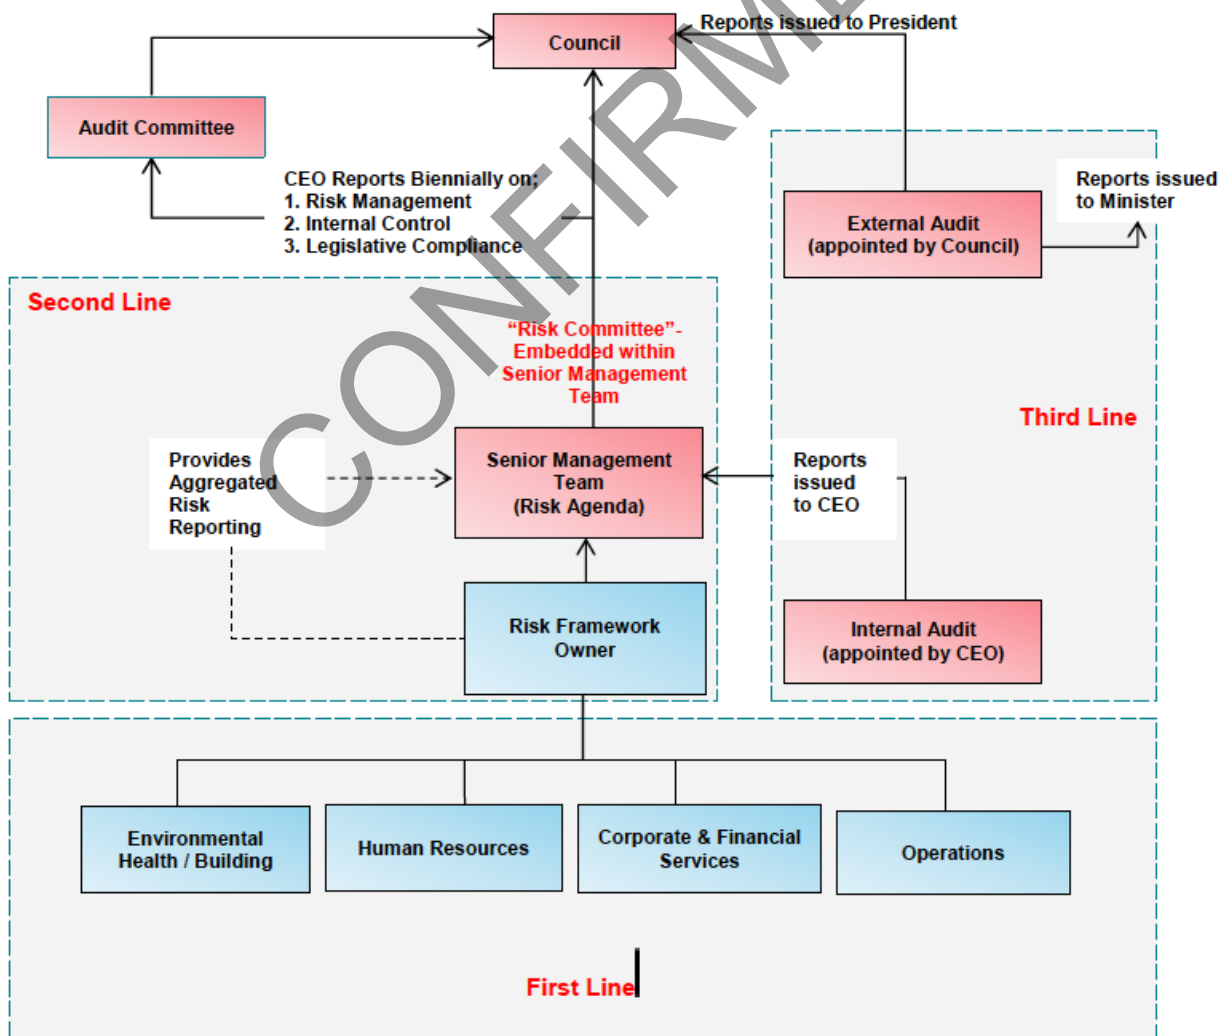 Reports issued to President
Council
Audit Committee
CEO Reports Biennially on;
1. Risk Management
2. Internal Control
3. Legislative Compliance
Reports issued
to Minister
External Audit
(appointed by Council)
Second Line
“Risk Committee”-
Embedded within
Senior Management
Team
Third Line
Provides
Aggregated
Risk
Reporting
Senior Management
Team
(Risk Agenda)
Reports
issued
to CEO
Risk Framework
Owner
Internal Audit
(appointed by CEO)
Environmental
Health / Building
Human Resources
Corporate & Financial
Services
Operations
First Line
CONFIRME